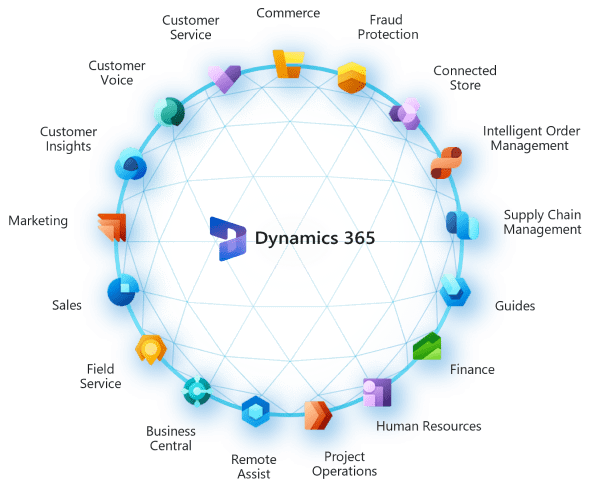 Commerce
Fraud
Protection
Connected
Store
Intelligent Order
Management
Supply Chain
Management
Guides
Finance
Human Resources
Project
Operations
Remote
Assist
Business
Central
Field
Service
Sales
Marketing
Customer
Insights
Customer
Voice
Customer
Service
Dynamics 365